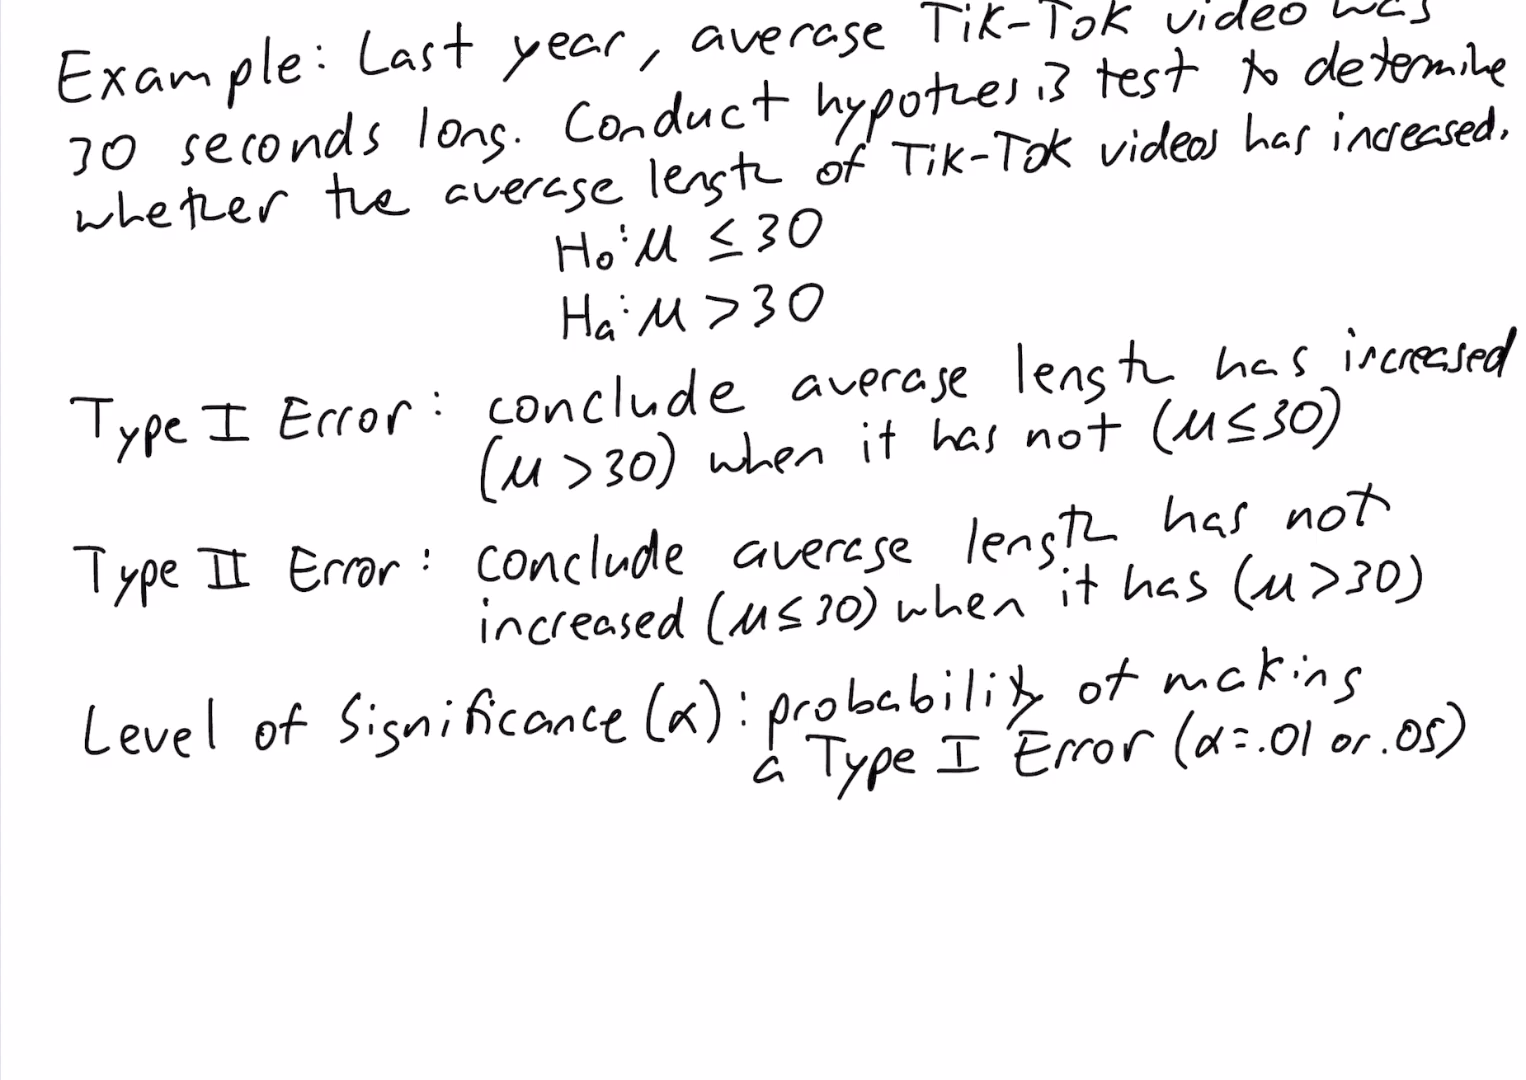 Example: Last year, average Tik-Tok video was
30 seconds long. Conduct hypothesis test to determine
whether the average length of Tik-Tok videos has increased.
H₀: μ ≤ 30
Hₐ: μ > 30
Type I Error: conclude average length has increased
(μ > 30) when it has not (μ ≤ 30)
Type II Error: conclude average length has not
increased (μ ≤ 30) when it has (μ > 30)
Level of Significance (α): probability of making
a Type I Error (α = .01 or .05)